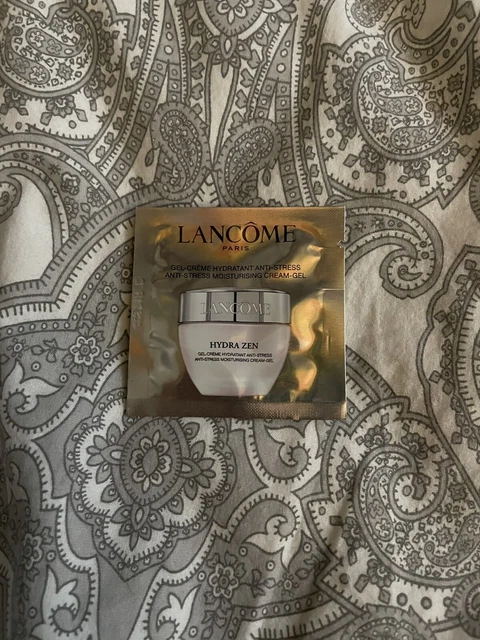 LANCÔME
PARIS
GEL-CRÈME HYDRATANT ANTI-STRESS
ANTI-STRESS MOISTURISING CREAM-GEL
LANCÔME
HYDRA ZEN
GEL-CRÈME HYDRATANT ANTI-STRESS
ANTI-STRESS MOISTURISING CREAM-GEL